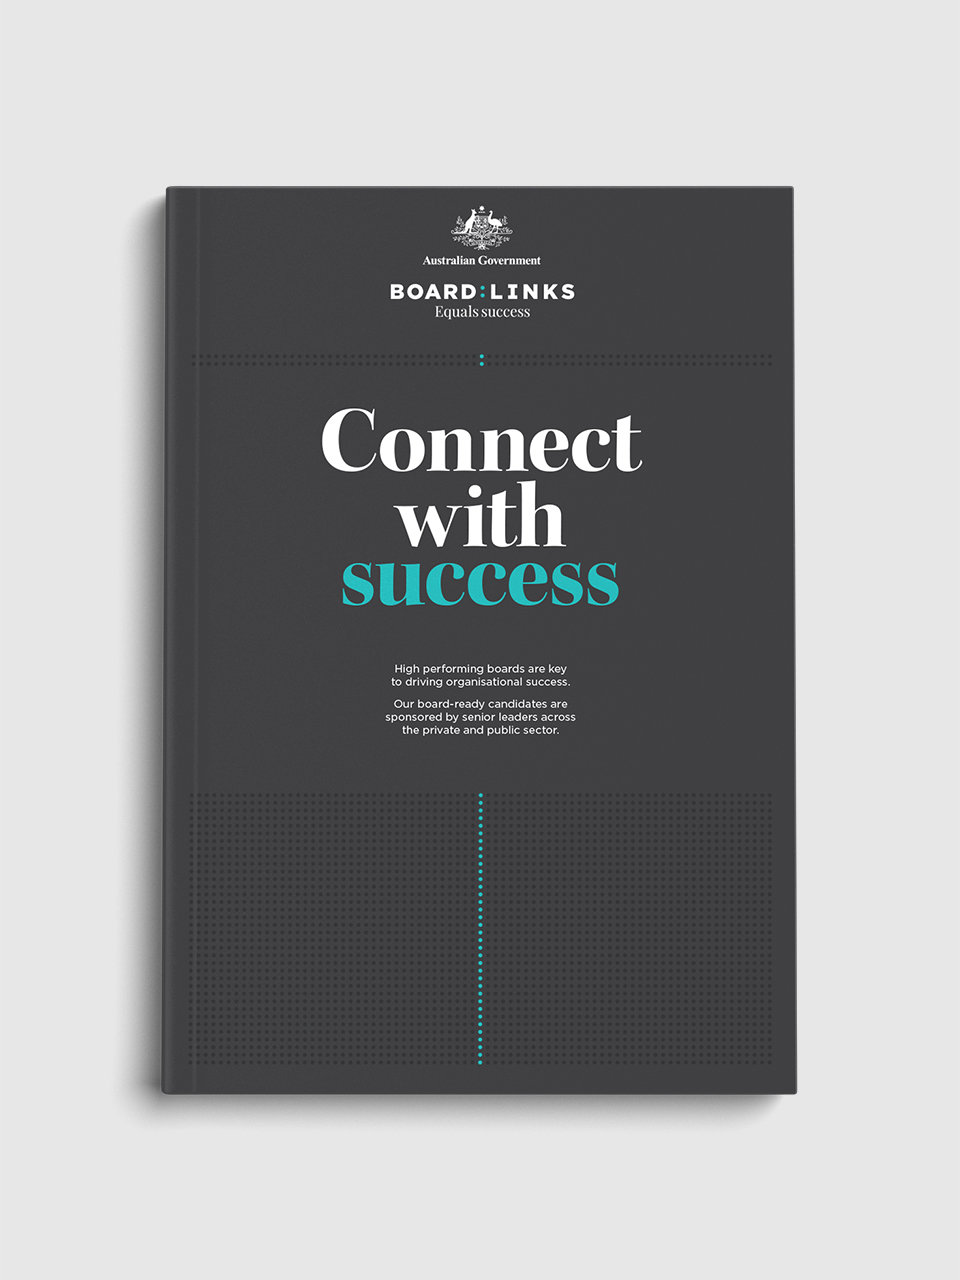 Australian Government
BOARD:LINKS
Equals success
Connect
with
success
High performing boards are key
to driving organisational success.
Our board-ready candidates are
sponsored by senior leaders across
the private and public sector.